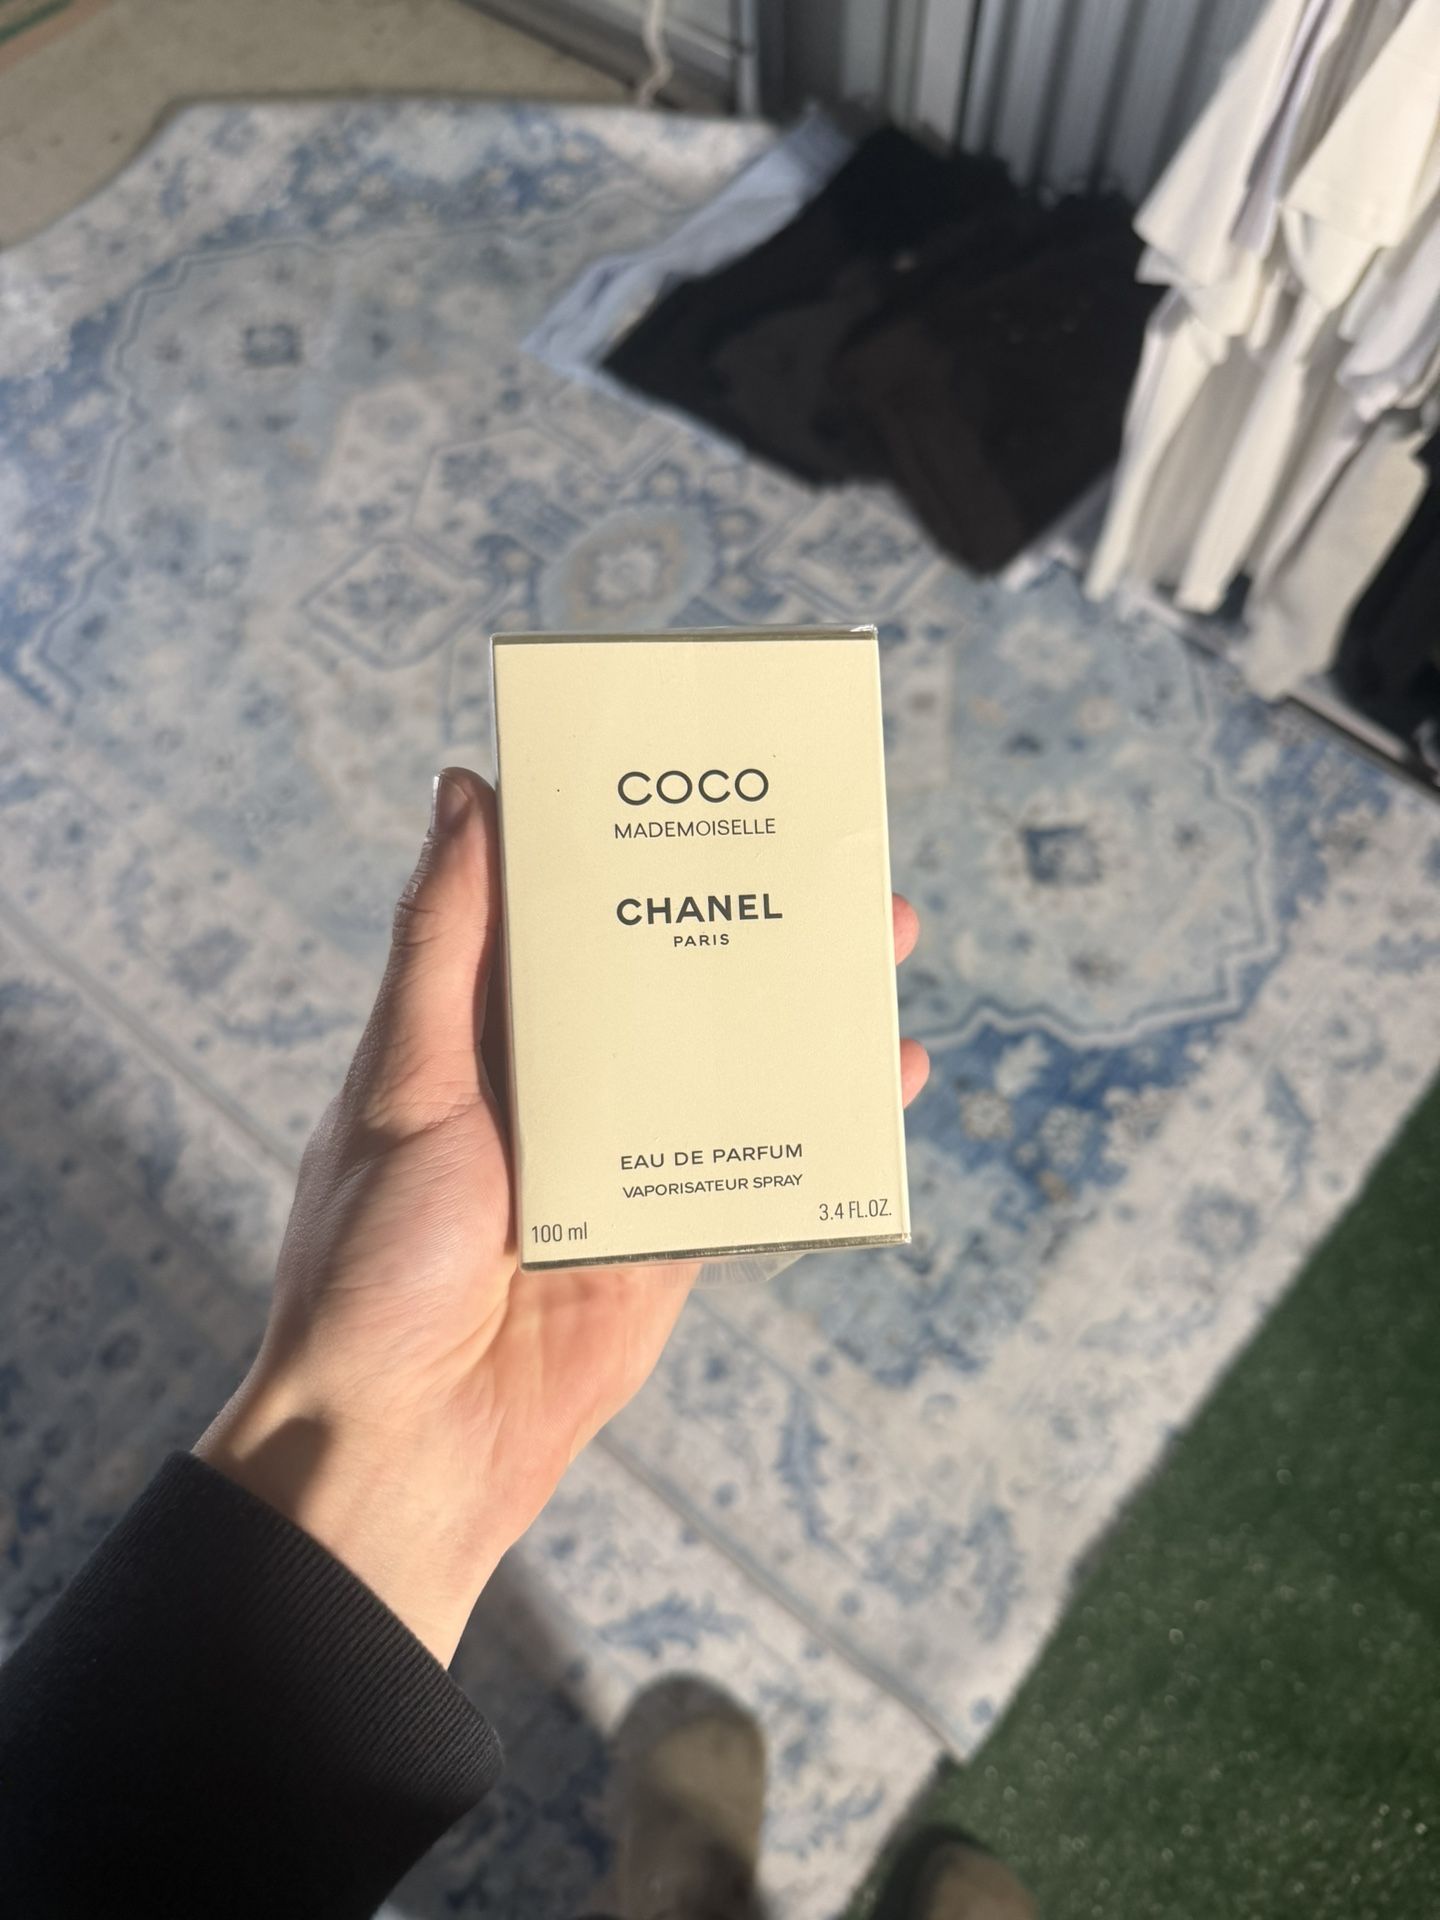 COCO
MADEMOISELLE
CHANEL
PARIS
EAU DE PARFUM
VAPORISATEUR SPRAY
100 ml
3.4 FL.OZ.